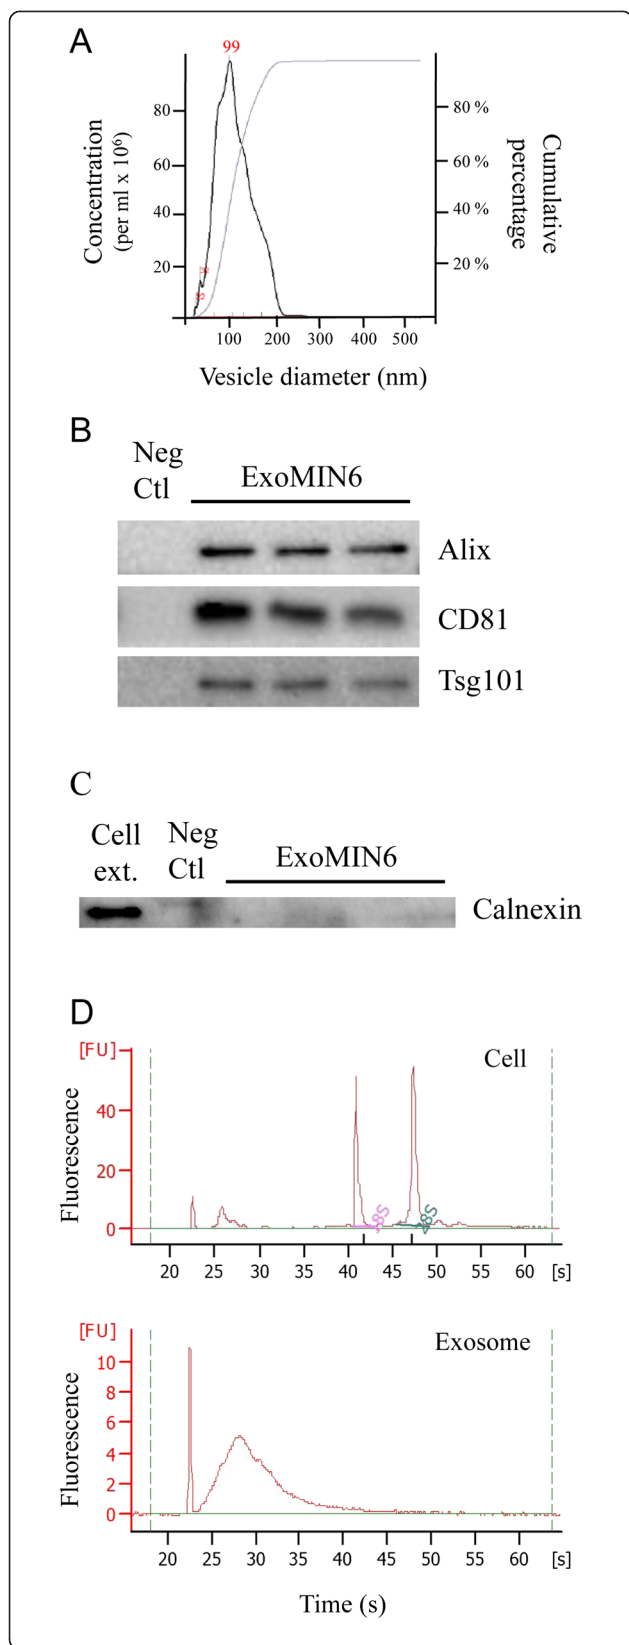 A
99
Concentration
(per ml x 10⁶)
80
60
40
20
80 %
60 %
40 %
20 %
Cumulative
percentage
32
22
100 200 300 400 500
Vesicle diameter (nm)
B
Neg
Ctl
ExoMIN6
Alix
CD81
Tsg101
C
Cell
ext.
Neg
Ctl
ExoMIN6
Calnexin
D
[FU]
Cell
Fluorescence
40
20
0
18S
28S
20 25 30 35 40 45 50 55 60 [s]
[FU]
Exosome
Fluorescence
10
8
6
4
2
0
20 25 30 35 40 45 50 55 60 [s]
Time (s)